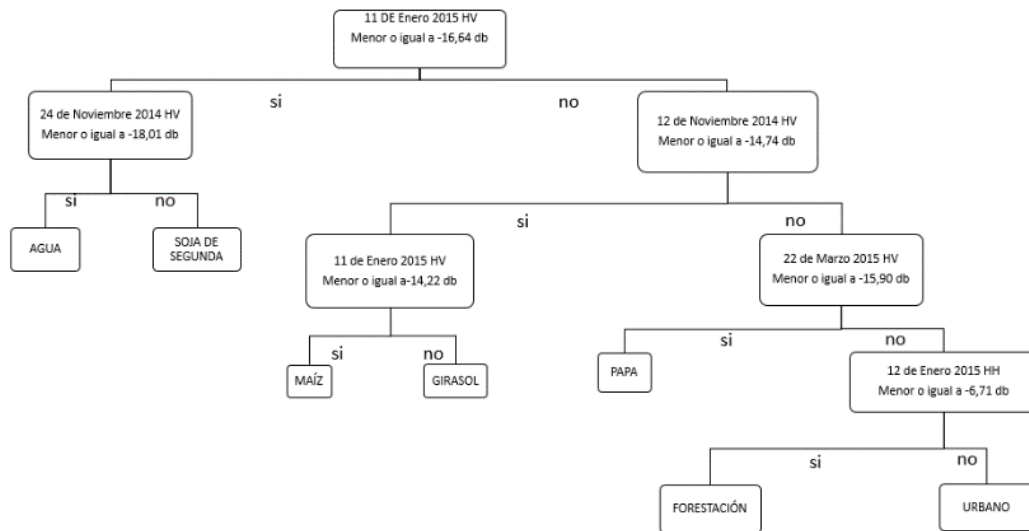 11 DE Enero 2015 HV
Menor o igual a -16,64 db
si
no
24 de Noviembre 2014 HV
Menor o igual a -18,01 db
12 de Noviembre 2014 HV
Menor o igual a -14,74 db
si
no
AGUA
SOJA DE
SEGUNDA
si
no
11 de Enero 2015 HV
Menor o igual a-14,22 db
22 de Marzo 2015 HV
Menor o igual a -15,90 db
si
no
MAÍZ
GIRASOL
si
no
PAPA
12 de Enero 2015 HH
Menor o igual a -6,71 db
si
no
FORESTACIÓN
URBANO